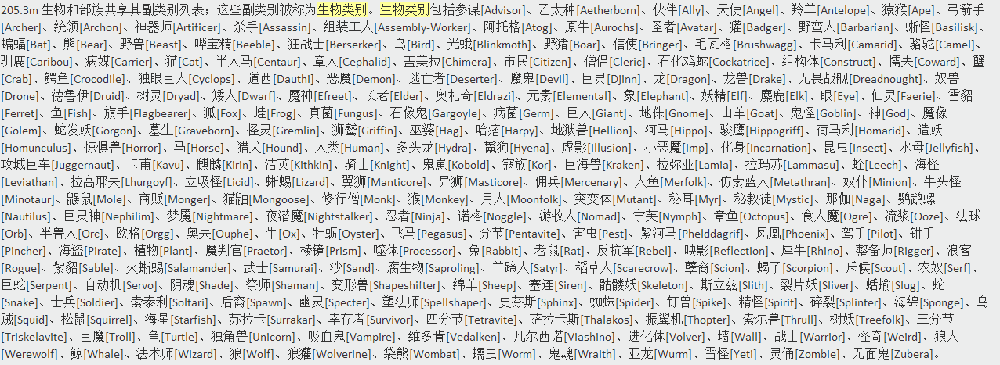 205.3m 生物和部族共享其副类别列表；这些副类别被称为生物类别。生物类别包括参谋[Advisor]、乙太种[Aetherborn]、伙伴[Ally]、天使[Angel]、羚羊[Antelope]、猿猴[Ape]、弓箭手
[Archer]、统领[Archon]、神器师[Artificer]、杀手[Assassin]、组装工人[Assembly-Worker]、阿托格[Atog]、原牛[Aurochs]、圣者[Avatar]、獾[Badger]、野蛮人[Barbarian]、蜥怪[Basilisk]、
蝙蝠[Bat]、熊[Bear]、野兽[Beast]、哔宝精[Beeble]、狂战士[Berserker]、鸟[Bird]、光蛾[Blinkmoth]、野猪[Boar]、信使[Bringer]、毛瓦格[Brushwagg]、卡马利[Camarid]、骆驼[Camel]、
驯鹿[Caribou]、病媒[Carrier]、猫[Cat]、半人马[Centaur]、章人[Cephalid]、盖美拉[Chimera]、市民[Citizen]、僧侣[Cleric]、石化鸡蛇[Cockatrice]、组构体[Construct]、懦夫[Coward]、蟹
[Crab]、鳄鱼[Crocodile]、独眼巨人[Cyclops]、道西[Dauthi]、恶魔[Demon]、逃亡者[Deserter]、魔鬼[Devil]、巨灵[Djinn]、龙[Dragon]、龙兽[Drake]、无畏战舰[Dreadnought]、奴兽
[Drone]、德鲁伊[Druid]、树灵[Dryad]、矮人[Dwarf]、魔神[Efreet]、长老[Elder]、奥札奇[Eldrazi]、元素[Elemental]、象[Elephant]、妖精[Elf]、麋鹿[Elk]、眼[Eye]、仙灵[Faerie]、雪貂
[Ferret]、鱼[Fish]、旗手[Flagbearer]、狐[Fox]、蛙[Frog]、真菌[Fungus]、石像鬼[Gargoyle]、病菌[Germ]、巨人[Giant]、地侏[Gnome]、山羊[Goat]、鬼怪[Goblin]、神[God]、魔像
[Golem]、蛇发妖[Gorgon]、墓生[Graveborn]、怪灵[Gremlin]、狮鹫[Griffin]、巫婆[Hag]、哈痞[Harpy]、地狱兽[Hellion]、河马[Hippo]、骏鹰[Hippogriff]、荷马利[Homarid]、造妖
[Homunculus]、惊惧兽[Horror]、马[Horse]、猎犬[Hound]、人类[Human]、多头龙[Hydra]、鬣狗[Hyena]、虚影[Illusion]、小恶魔[Imp]、化身[Incarnation]、昆虫[Insect]、水母[Jellyfish]、
攻城巨车[Juggernaut]、卡甫[Kavu]、麒麟[Kirin]、洁英[Kithkin]、骑士[Knight]、鬼崽[Kobold]、寇族[Kor]、巨海兽[Kraken]、拉弥亚[Lamia]、拉玛苏[Lammasu]、蛭[Leech]、海怪
[Leviathan]、拉高耶夫[Lhurgoyf]、立吸怪[Licid]、蜥蜴[Lizard]、翼狮[Manticore]、异狮[Masticore]、佣兵[Mercenary]、人鱼[Merfolk]、仿索蓝人[Metathran]、奴仆[Minion]、牛头怪
[Minotaur]、鼹鼠[Mole]、商贩[Monger]、猫鼬[Mongoose]、修行僧[Monk]、猴[Monkey]、月人[Moonfolk]、突变体[Mutant]、秘耳[Myr]、秘教徒[Mystic]、那伽[Naga]、鹦鹉螺
[Nautilus]、巨灵神[Nephilim]、梦魇[Nightmare]、夜潜魔[Nightstalker]、忍者[Ninja]、诺格[Noggle]、游牧人[Nomad]、宁芙[Nymph]、章鱼[Octopus]、食人魔[Ogre]、流浆[Ooze]、法球
[Orb]、半兽人[Orc]、欧格[Orgg]、奥夫[Ouphe]、牛[Ox]、牡蛎[Oyster]、飞马[Pegasus]、分节[Pentavite]、害虫[Pest]、紫河马[Phelddagrif]、凤凰[Phoenix]、驾手[Pilot]、钳手
[Pincher]、海盗[Pirate]、植物[Plant]、魔判官[Praetor]、棱镜[Prism]、噬体[Processor]、兔[Rabbit]、老鼠[Rat]、反抗军[Rebel]、映影[Reflection]、犀牛[Rhino]、整备师[Rigger]、浪客
[Rogue]、紫貂[Sable]、火蜥蜴[Salamander]、武士[Samurai]、沙[Sand]、腐生物[Saproling]、羊蹄人[Satyr]、稻草人[Scarecrow]、孽裔[Scion]、蝎子[Scorpion]、斥候[Scout]、农奴[Serf]、
巨蛇[Serpent]、自动机[Servo]、阴魂[Shade]、祭师[Shaman]、变形兽[Shapeshifter]、绵羊[Sheep]、塞连[Siren]、骷髅妖[Skeleton]、斯立兹[Slith]、裂片妖[Sliver]、蛞蝓[Slug]、蛇
[Snake]、士兵[Soldier]、索泰利[Soltari]、后裔[Spawn]、幽灵[Specter]、塑法师[Spellshaper]、史芬斯[Sphinx]、蜘蛛[Spider]、钉兽[Spike]、精怪[Spirit]、碎裂[Splinter]、海绵[Sponge]、乌
贼[Squid]、松鼠[Squirrel]、海星[Starfish]、苏拉卡[Surrakar]、幸存者[Survivor]、四分节[Tetravite]、萨拉卡斯[Thalakos]、振翼机[Thopter]、索尔兽[Thrull]、树妖[Treefolk]、三分节
[Triskelavite]、巨魔[Troll]、龟[Turtle]、独角兽[Unicorn]、吸血鬼[Vampire]、维多肯[Vedalken]、凡尔西诺[Viashino]、进化体[Volver]、墙[Wall]、战士[Warrior]、怪奇[Weird]、狼人
[Werewolf]、鲸[Whale]、法术师[Wizard]、狼[Wolf]、狼獾[Wolverine]、袋熊[Wombat]、蠕虫[Worm]、鬼魂[Wraith]、亚龙[Wurm]、雪怪[Yeti]、灵俑[Zombie]、无面鬼[Zubera]。